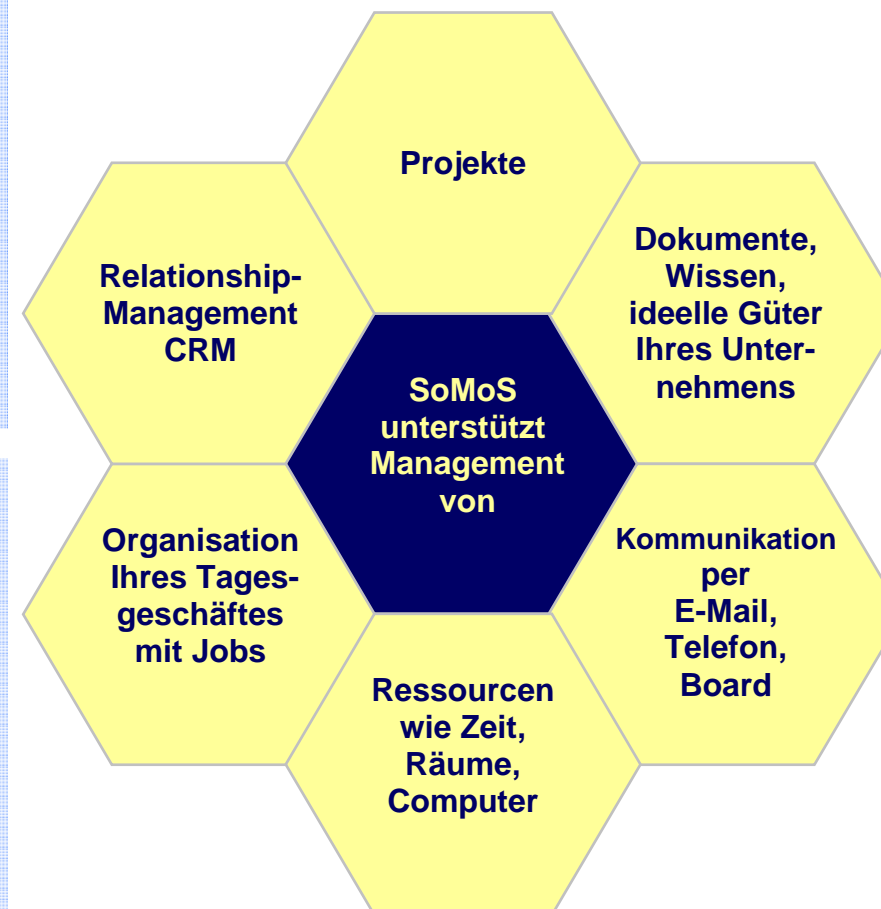 Projekte
Relationship-
Management
CRM
Dokumente,
Wissen,
ideelle Güter
Ihres Unter-
nehmens
SoMoS
unterstützt
Management
von
Organisation
Ihres Tages-
geschäftes
mit Jobs
Kommunikation
per
E-Mail,
Telefon,
Board
Ressourcen
wie Zeit,
Räume,
Computer